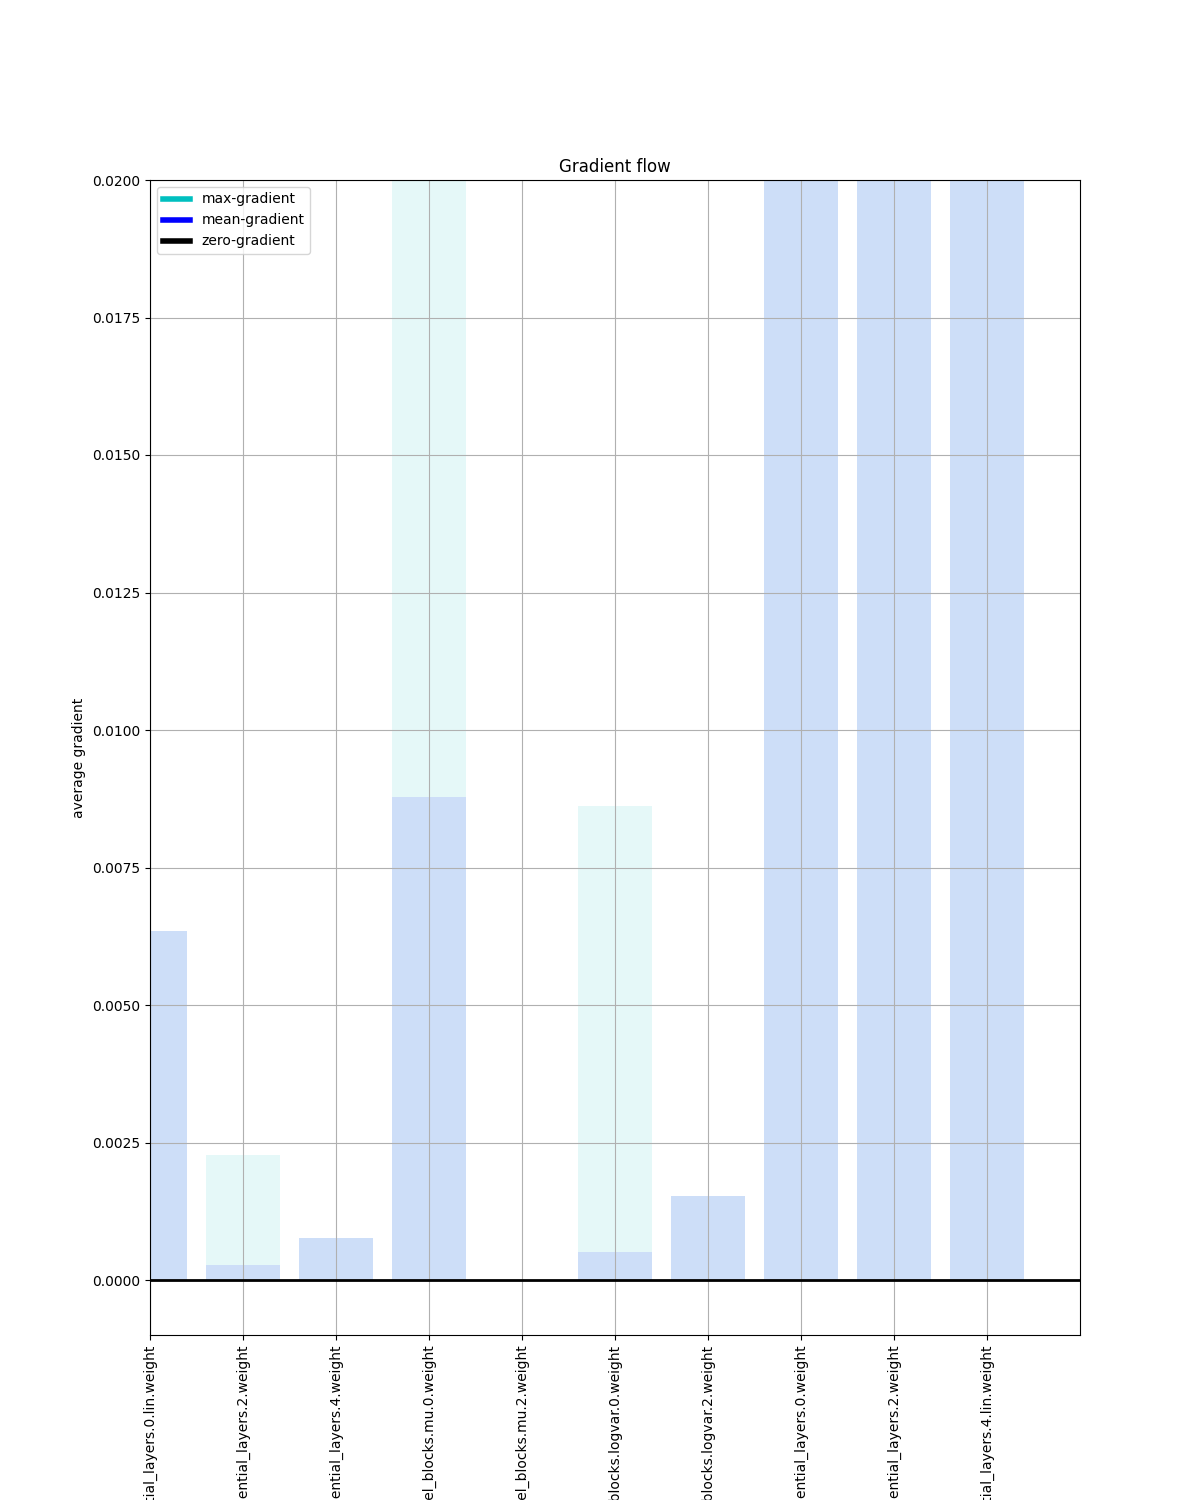 Gradient flow
max-gradient
mean-gradient
zero-gradient
0.0200
0.0175
0.0150
0.0125
0.0100
0.0075
0.0050
0.0025
0.0000
average gradient
tial_layers.0.lin.weight
ential_layers.2.weight
ential_layers.4.weight
el_blocks.mu.0.weight
el_blocks.mu.2.weight
blocks.logvar.0.weight
blocks.logvar.2.weight
ential_layers.0.weight
ential_layers.2.weight
tial_layers.4.lin.weight